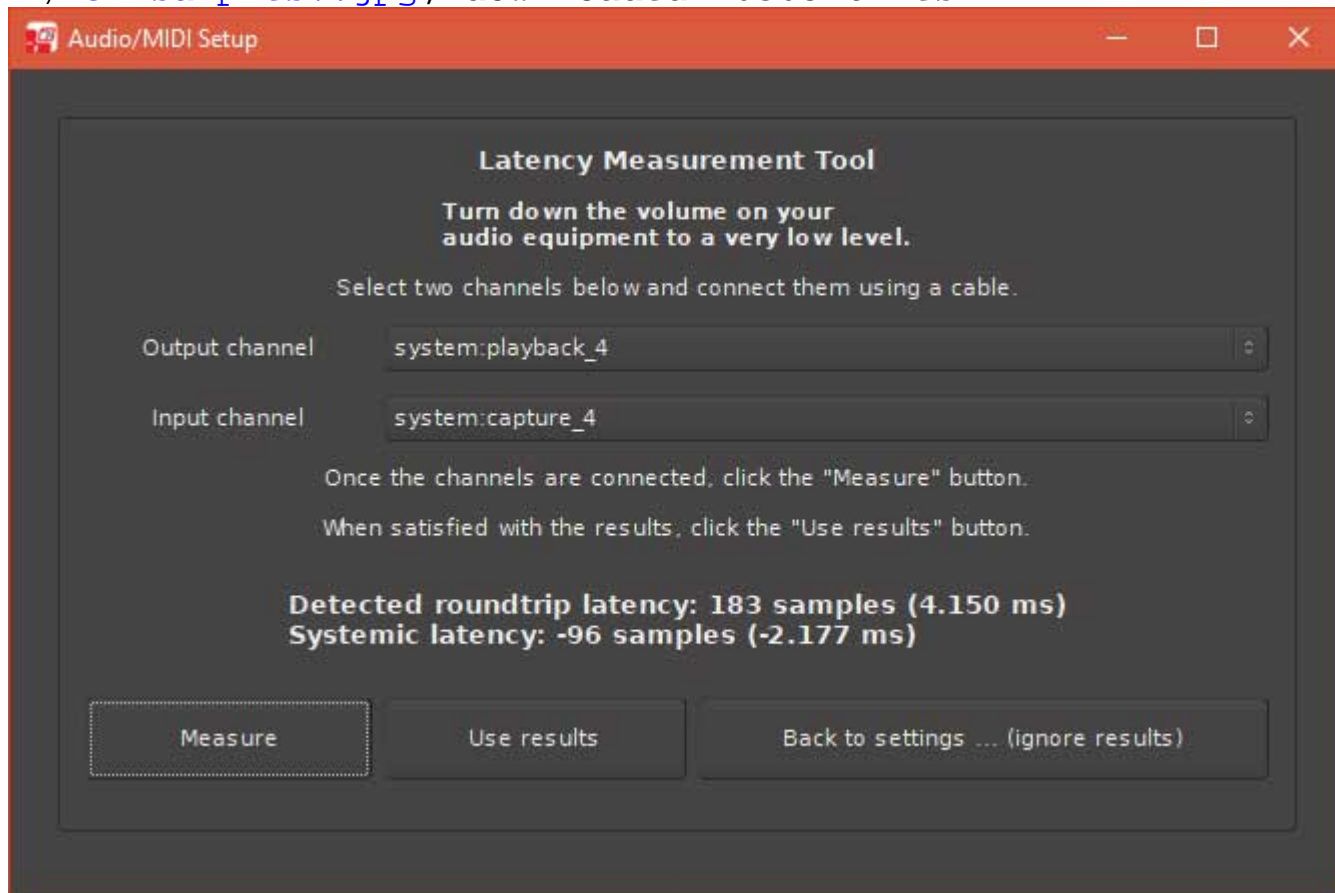 Audio/MIDI Setup
Latency Measurement Tool
Turn down the volume on your
audio equipment to a very low level.
Select two channels below and connect them using a cable.
Output channel system:playback_4
Input channel system:capture_4
Once the channels are connected, click the "Measure" button.
When satisfied with the results, click the "Use results" button.
Detected roundtrip latency: 183 samples (4.150 ms)
Systemic latency: -96 samples (-2.177 ms)
Measure Use results Back to settings ... (ignore results)